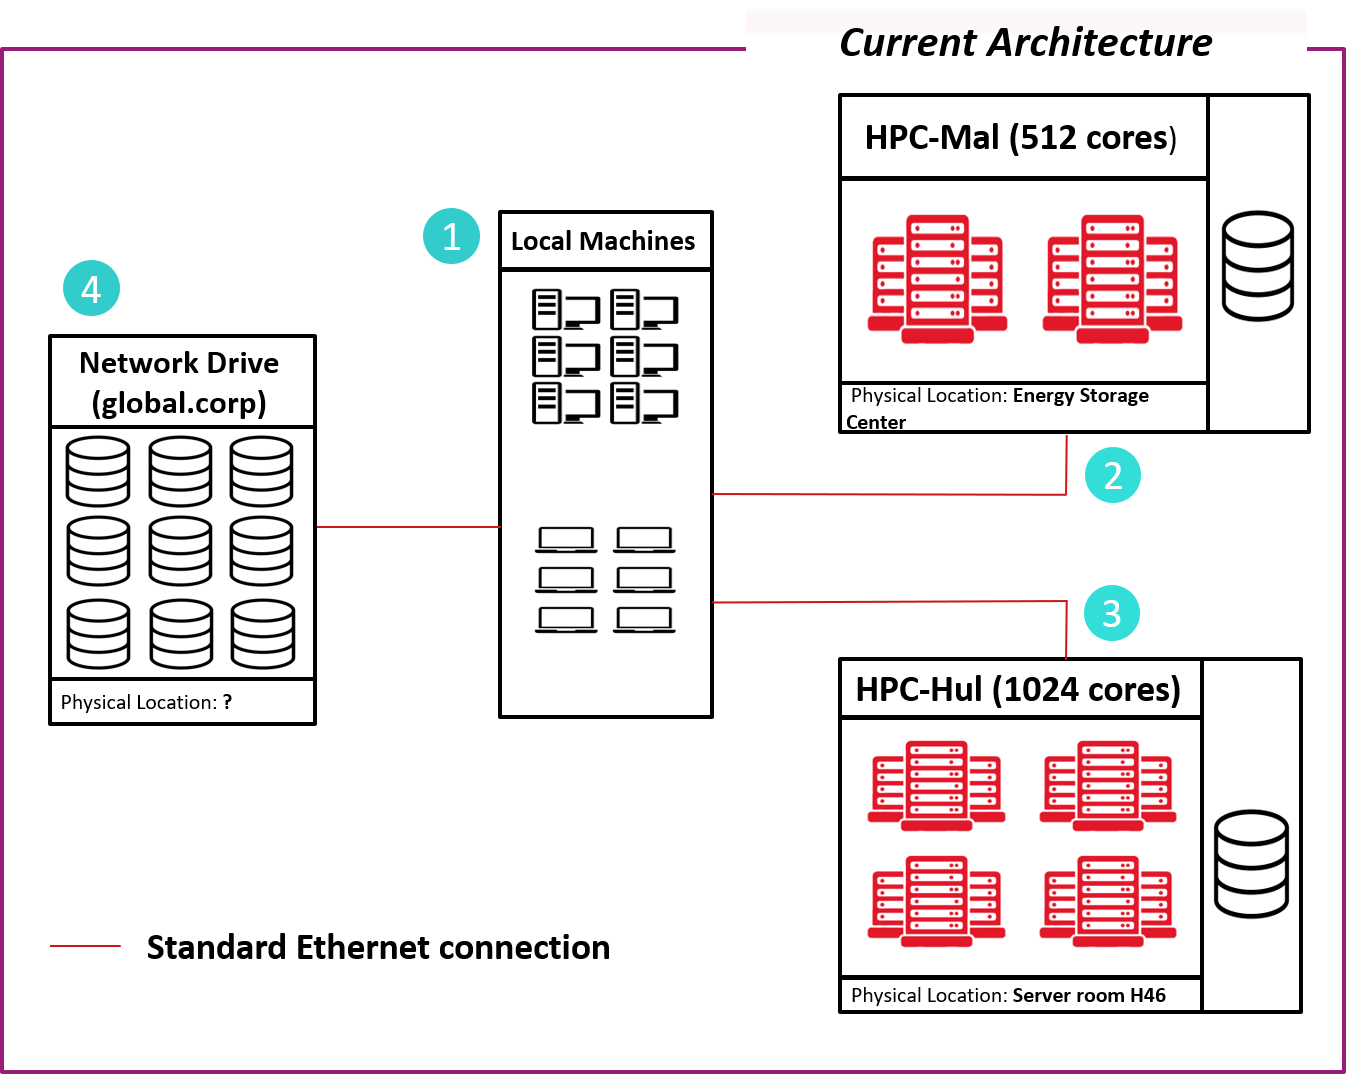 Current Architecture
HPC-Mal (512 cores)
Physical Location: Energy Storage
Center
2
1
Local Machines
4
Network Drive
(global.corp)
Physical Location: ?
3
HPC-Hul (1024 cores)
Physical Location: Server room H46
Standard Ethernet connection